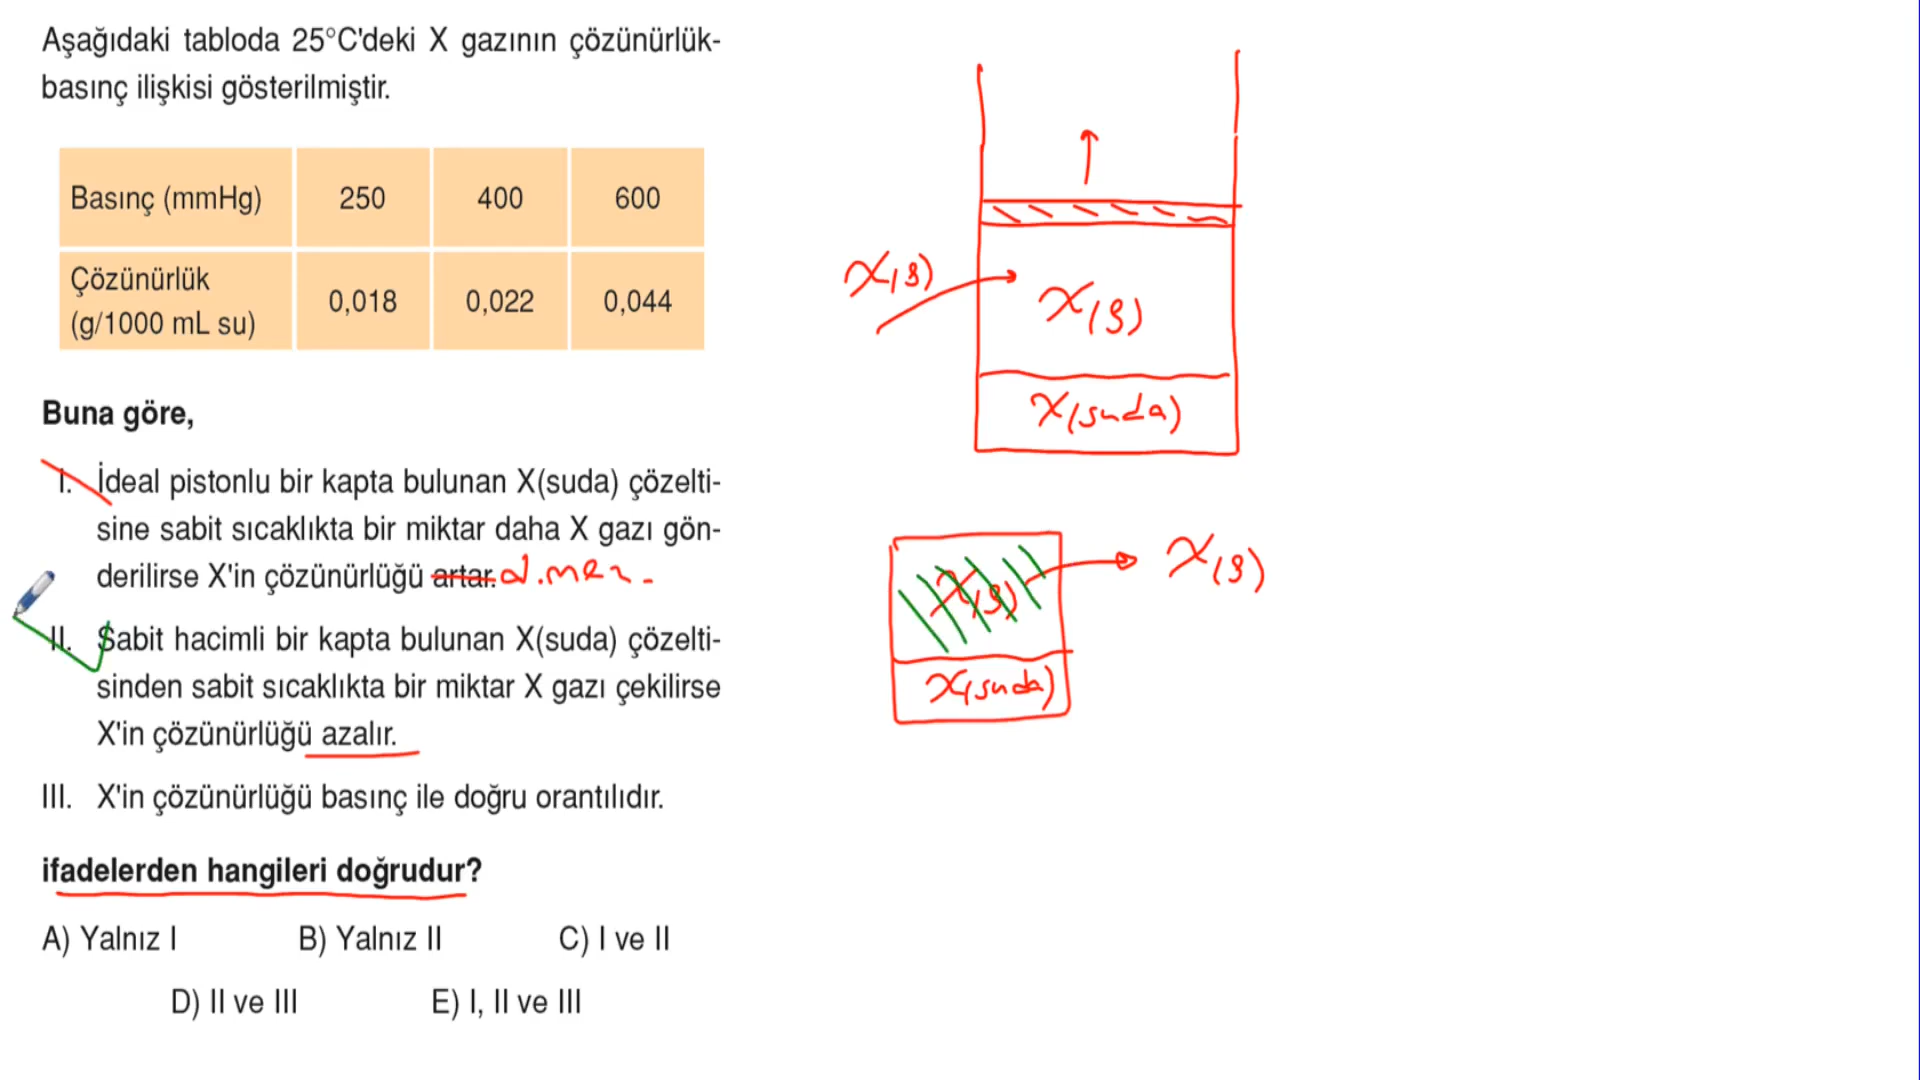 Aşağıdaki tabloda 25°C'deki X gazının çözünürlük-
basınç ilişkisi gösterilmiştir.
Basınç (mmHg) 250 400 600
Çözünürlük
(g/1000 mL su) 0,018 0,022 0,044
Buna göre,
I. İdeal pistonlu bir kapta bulunan X(suda) çözelti-
sine sabit sıcaklıkta bir miktar daha X gazı gön-
derilirse X'in çözünürlüğü artar. d.mez.
II. Sabit hacimli bir kapta bulunan X(suda) çözelti-
sinden sabit sıcaklıkta bir miktar X gazı çekilirse
X'in çözünürlüğü azalır.
III. X'in çözünürlüğü basınç ile doğru orantılıdır.
ifadelerden hangileri doğrudur?
A) Yalnız I B) Yalnız II C) I ve II
D) II ve III E) I, II ve III
X(g)
X(g)
X(suda)
X(g)
X(g)
X(suda)